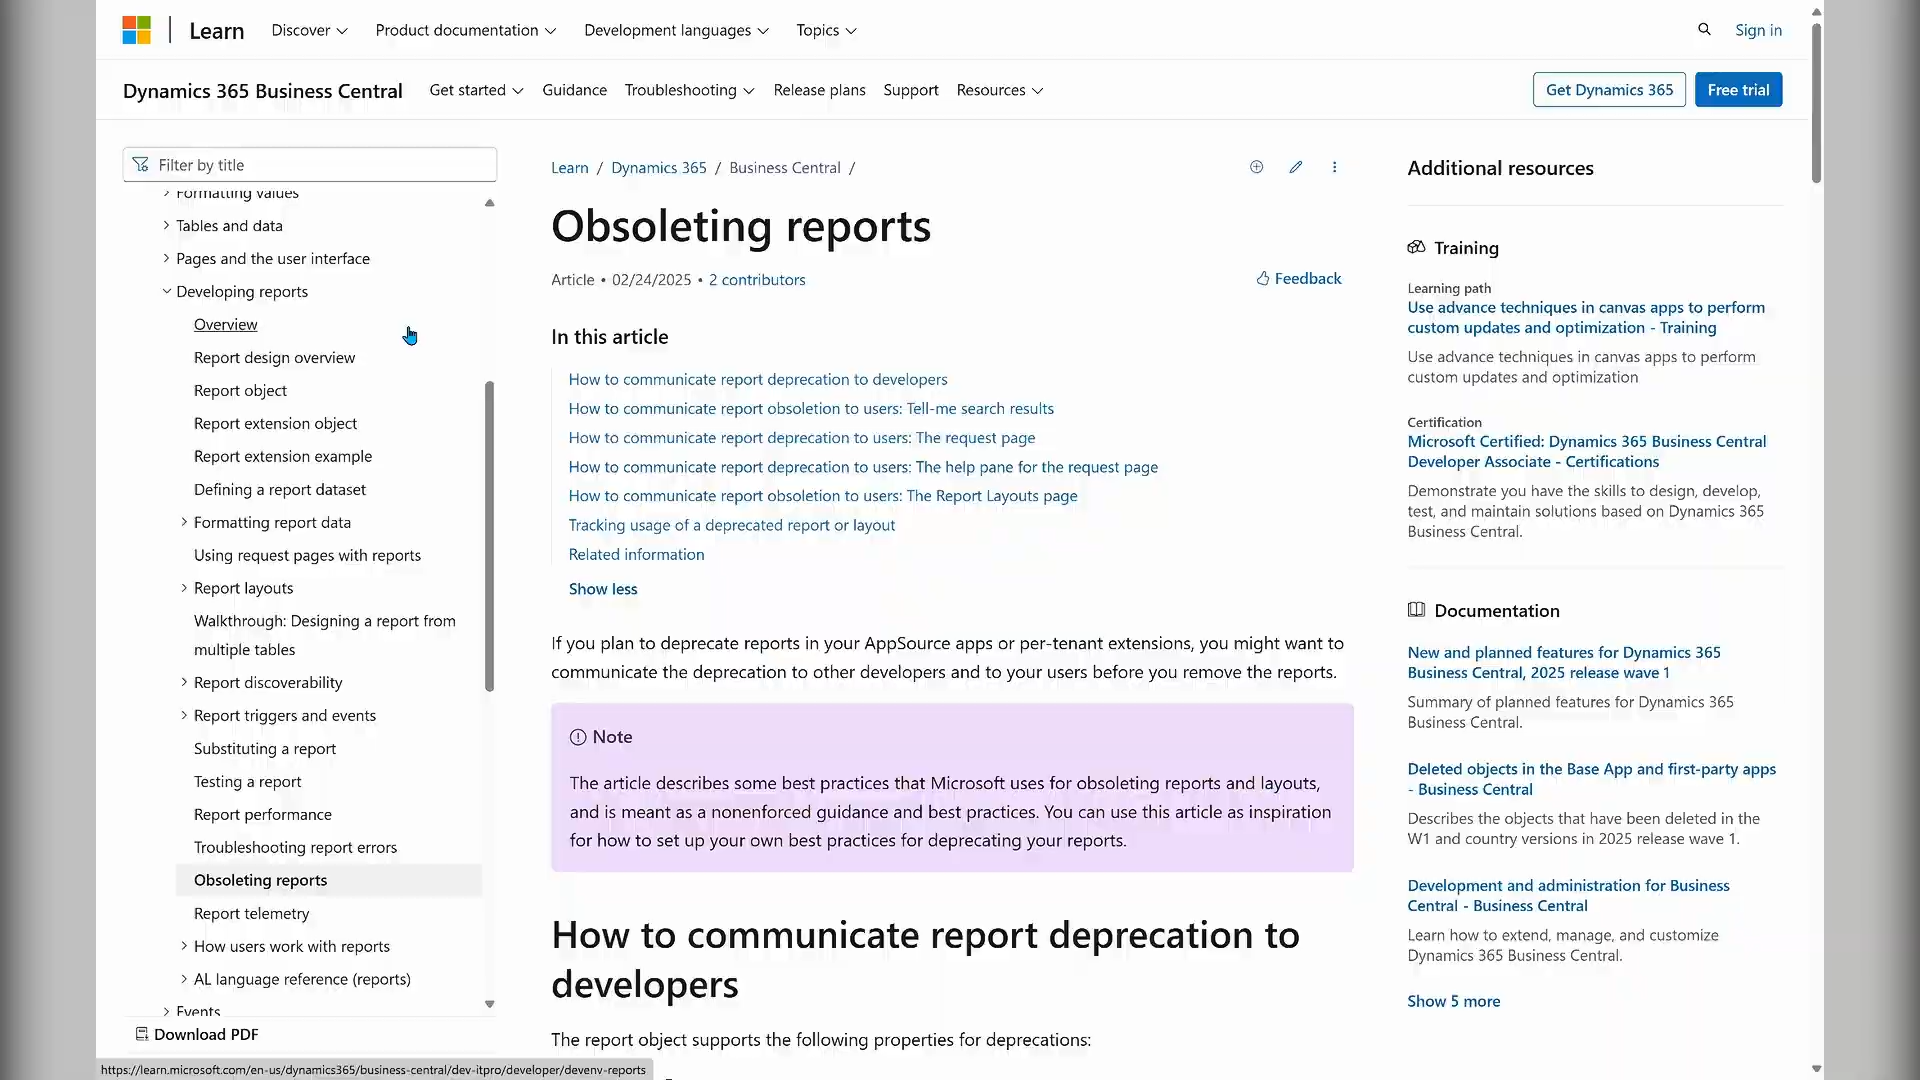 Learn
Discover
Product documentation
Development languages
Topics
Sign in
Dynamics 365 Business Central
Get started
Guidance
Troubleshooting
Release plans
Support
Resources
Get Dynamics 365
Free trial
Filter by title
Formatting values
Tables and data
Pages and the user interface
Developing reports
Overview
Report design overview
Report object
Report extension object
Report extension example
Defining a report dataset
Formatting report data
Using request pages with reports
Report layouts
Walkthrough: Designing a report from
multiple tables
Report discoverability
Report triggers and events
Substituting a report
Testing a report
Report performance
Troubleshooting report errors
Obsoleting reports
Report telemetry
How users work with reports
AL language reference (reports)
Events
Download PDF
Learn / Dynamics 365 / Business Central /
Obsoleting reports
Article • 02/24/2025 • 2 contributors
Feedback
In this article
How to communicate report deprecation to developers
How to communicate report obsoletion to users: Tell-me search results
How to communicate report deprecation to users: The request page
How to communicate report deprecation to users: The help pane for the request page
How to communicate report obsoletion to users: The Report Layouts page
Tracking usage of a deprecated report or layout
Related information
Show less
If you plan to deprecate reports in your AppSource apps or per-tenant extensions, you might want to
communicate the deprecation to other developers and to your users before you remove the reports.
Note
The article describes some best practices that Microsoft uses for obsoleting reports and layouts,
and is meant as a nonenforced guidance and best practices. You can use this article as inspiration
for how to set up your own best practices for deprecating your reports.
How to communicate report deprecation to
developers
The report object supports the following properties for deprecations:
Additional resources
Training
Learning path
Use advance techniques in canvas apps to perform
custom updates and optimization - Training
Use advance techniques in canvas apps to perform
custom updates and optimization
Certification
Microsoft Certified: Dynamics 365 Business Central
Developer Associate - Certifications
Demonstrate you have the skills to design, develop,
test, and maintain solutions based on Dynamics 365
Business Central.
Documentation
New and planned features for Dynamics 365
Business Central, 2025 release wave 1
Summary of planned features for Dynamics 365
Business Central.
Deleted objects in the Base App and first-party apps
- Business Central
Describes the objects that have been deleted in the
W1 and country versions in 2025 release wave 1.
Development and administration for Business
Central - Business Central
Learn how to extend, manage, and customize
Dynamics 365 Business Central.
Show 5 more
https://learn.microsoft.com/en-us/dynamics365/business-central/dev-itpro/developer/devenv-reports